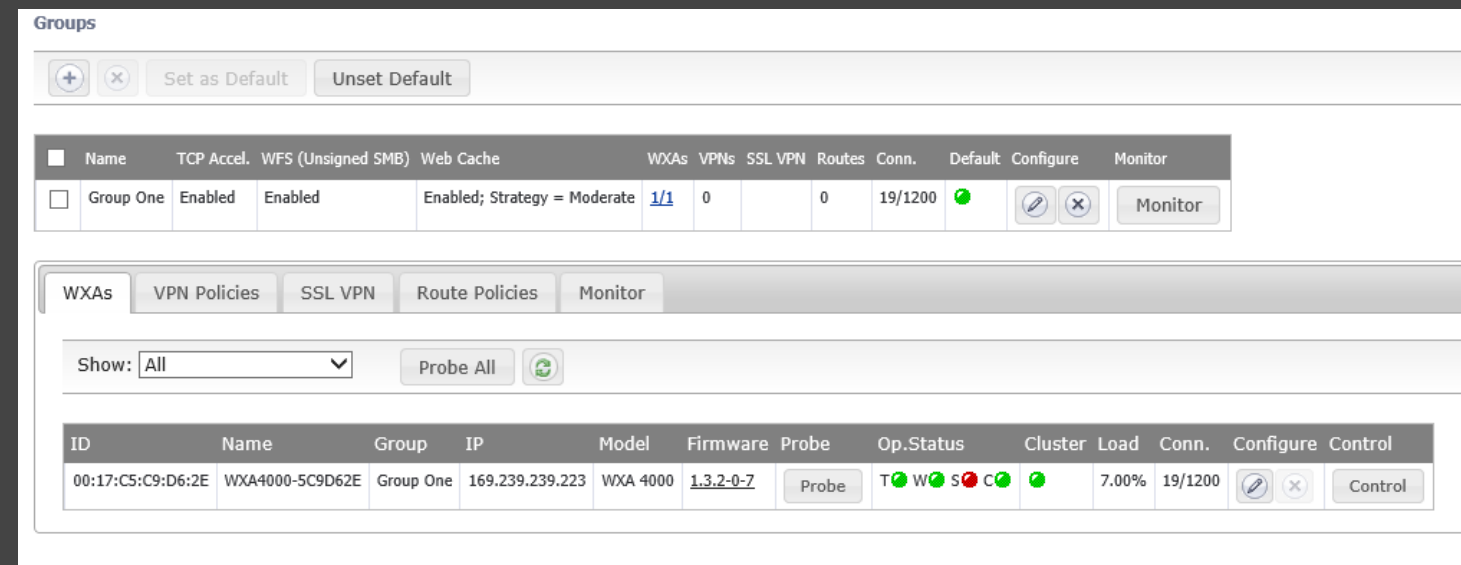 Groups
Set as Default Unset Default
Name TCP Accel. WFS (Unsigned SMB) Web Cache WXAs VPNs SSL VPN Routes Conn. Default Configure Monitor
Group One Enabled Enabled Enabled; Strategy = Moderate 1/1 0 0 19/1200 Monitor
WXAs VPN Policies SSL VPN Route Policies Monitor
Show: All Probe All
ID Name Group IP Model Firmware Probe Op.Status Cluster Load Conn. Configure Control
00:17:C5:C9:D6:2E WXA4000-5C9D62E Group One 169.239.239.223 WXA 4000 1.3.2-0-7 Probe T W S C 7.00% 19/1200 Control